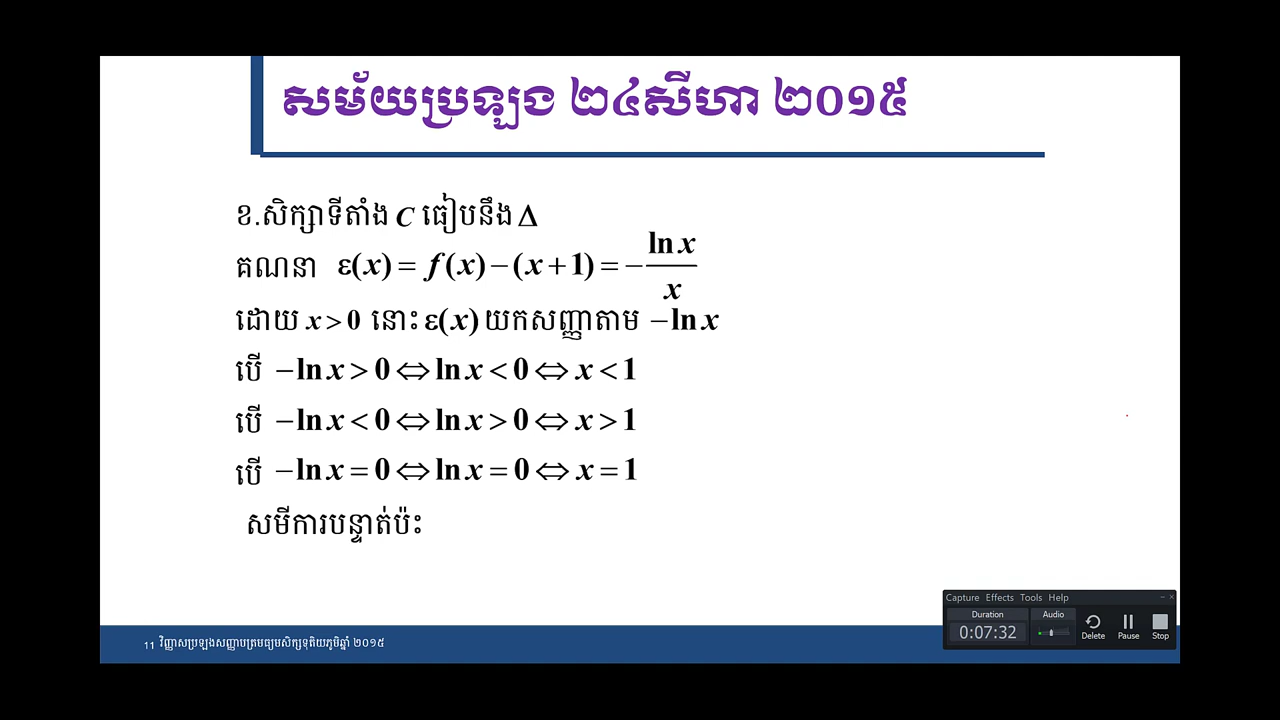 សម័យប្រឡង ២៤សីហា ២០១៥
ខ.សិក្សាទីតាំង C ធៀបនឹង Δ
គណនា ε(x) = f(x) − (x + 1) = − ln x / x
ដោយ x > 0 នោះ ε(x) យកសញ្ញាតាម − ln x
បើ − ln x > 0 ⇔ ln x < 0 ⇔ x < 1
បើ − ln x < 0 ⇔ ln x > 0 ⇔ x > 1
បើ − ln x = 0 ⇔ ln x = 0 ⇔ x = 1
សមីការបន្ទាត់ប៉ះ
11 វិញ្ញាសប្រឡងសញ្ញាបត្រមធ្យមសិក្សទុតិយភូមិឆ្នាំ ២០១៥
Capture Effects Tools Help
Duration Audio
0:07:32
Delete Pause Stop